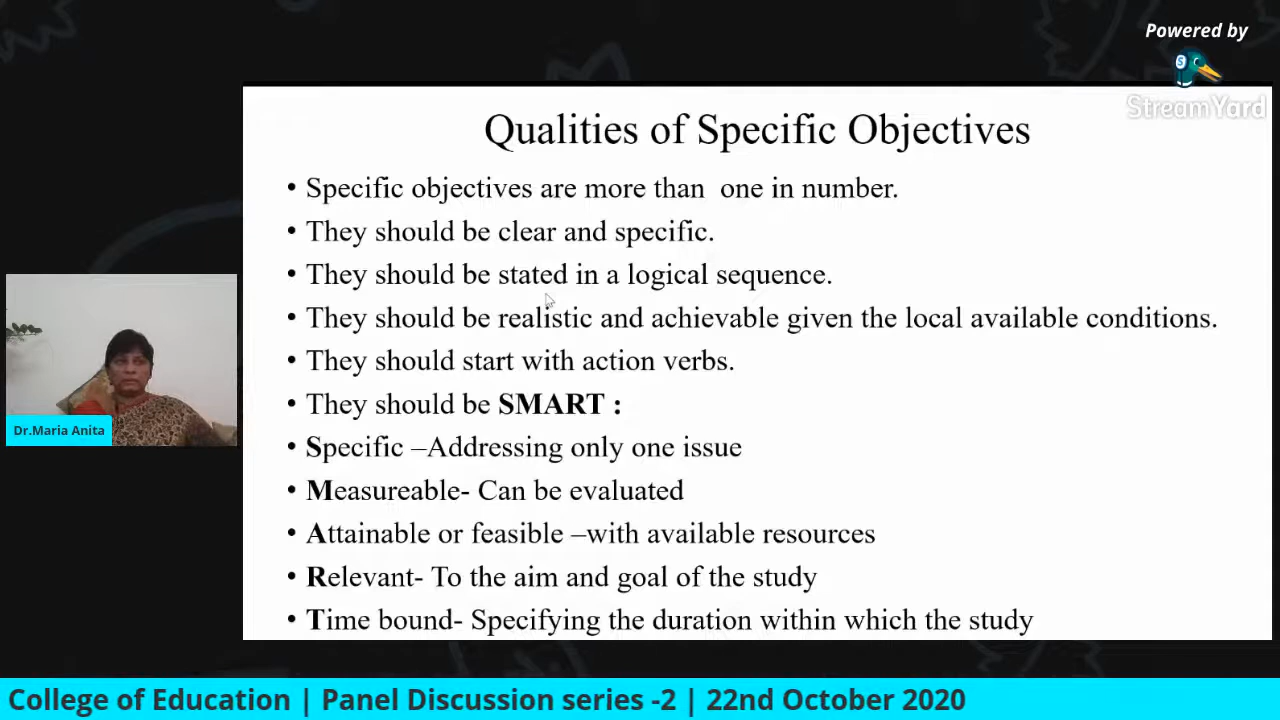 Powered by
StreamYard
Qualities of Specific Objectives
• Specific objectives are more than one in number.
• They should be clear and specific.
• They should be stated in a logical sequence.
• They should be realistic and achievable given the local available conditions.
• They should start with action verbs.
• They should be SMART :
• Specific –Addressing only one issue
• Measureable- Can be evaluated
• Attainable or feasible –with available resources
• Relevant- To the aim and goal of the study
• Time bound- Specifying the duration within which the study
Dr.Maria Anita
College of Education | Panel Discussion series -2 | 22nd October 2020